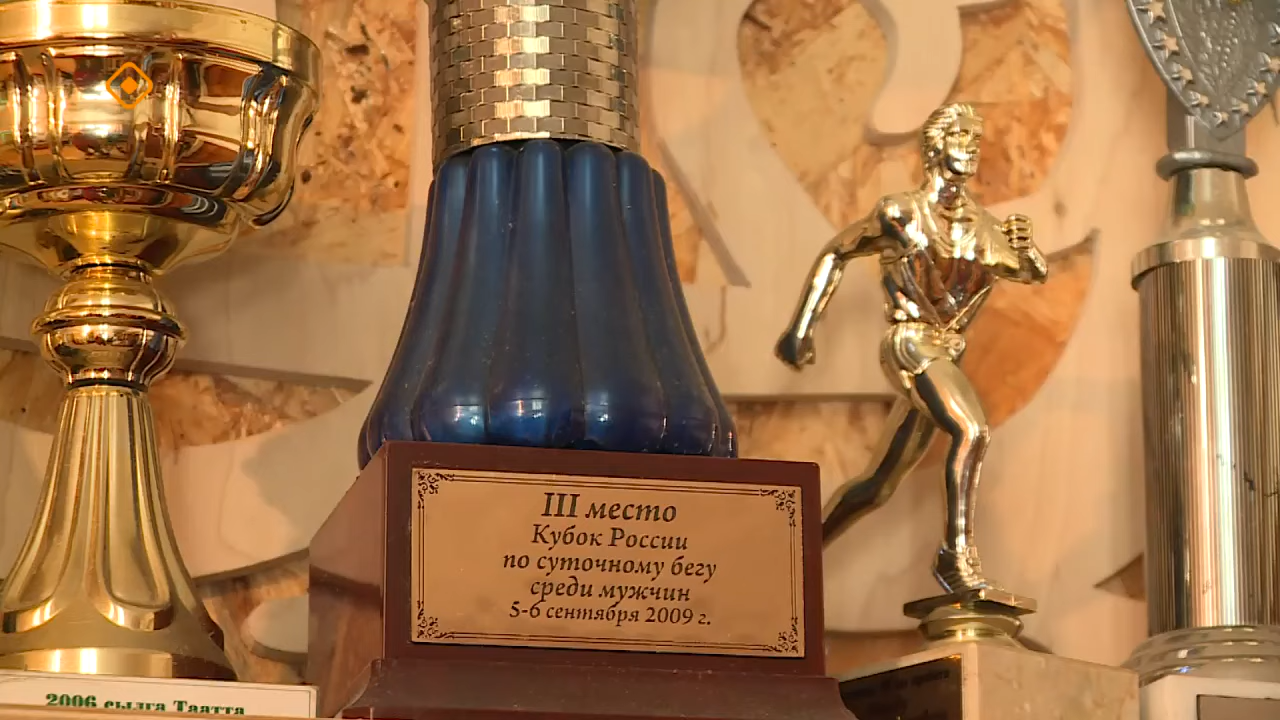 III место
Кубок России
по суточному бегу
среди мужчин
5-6 сентября 2009 г.
2006 сылга Таатта